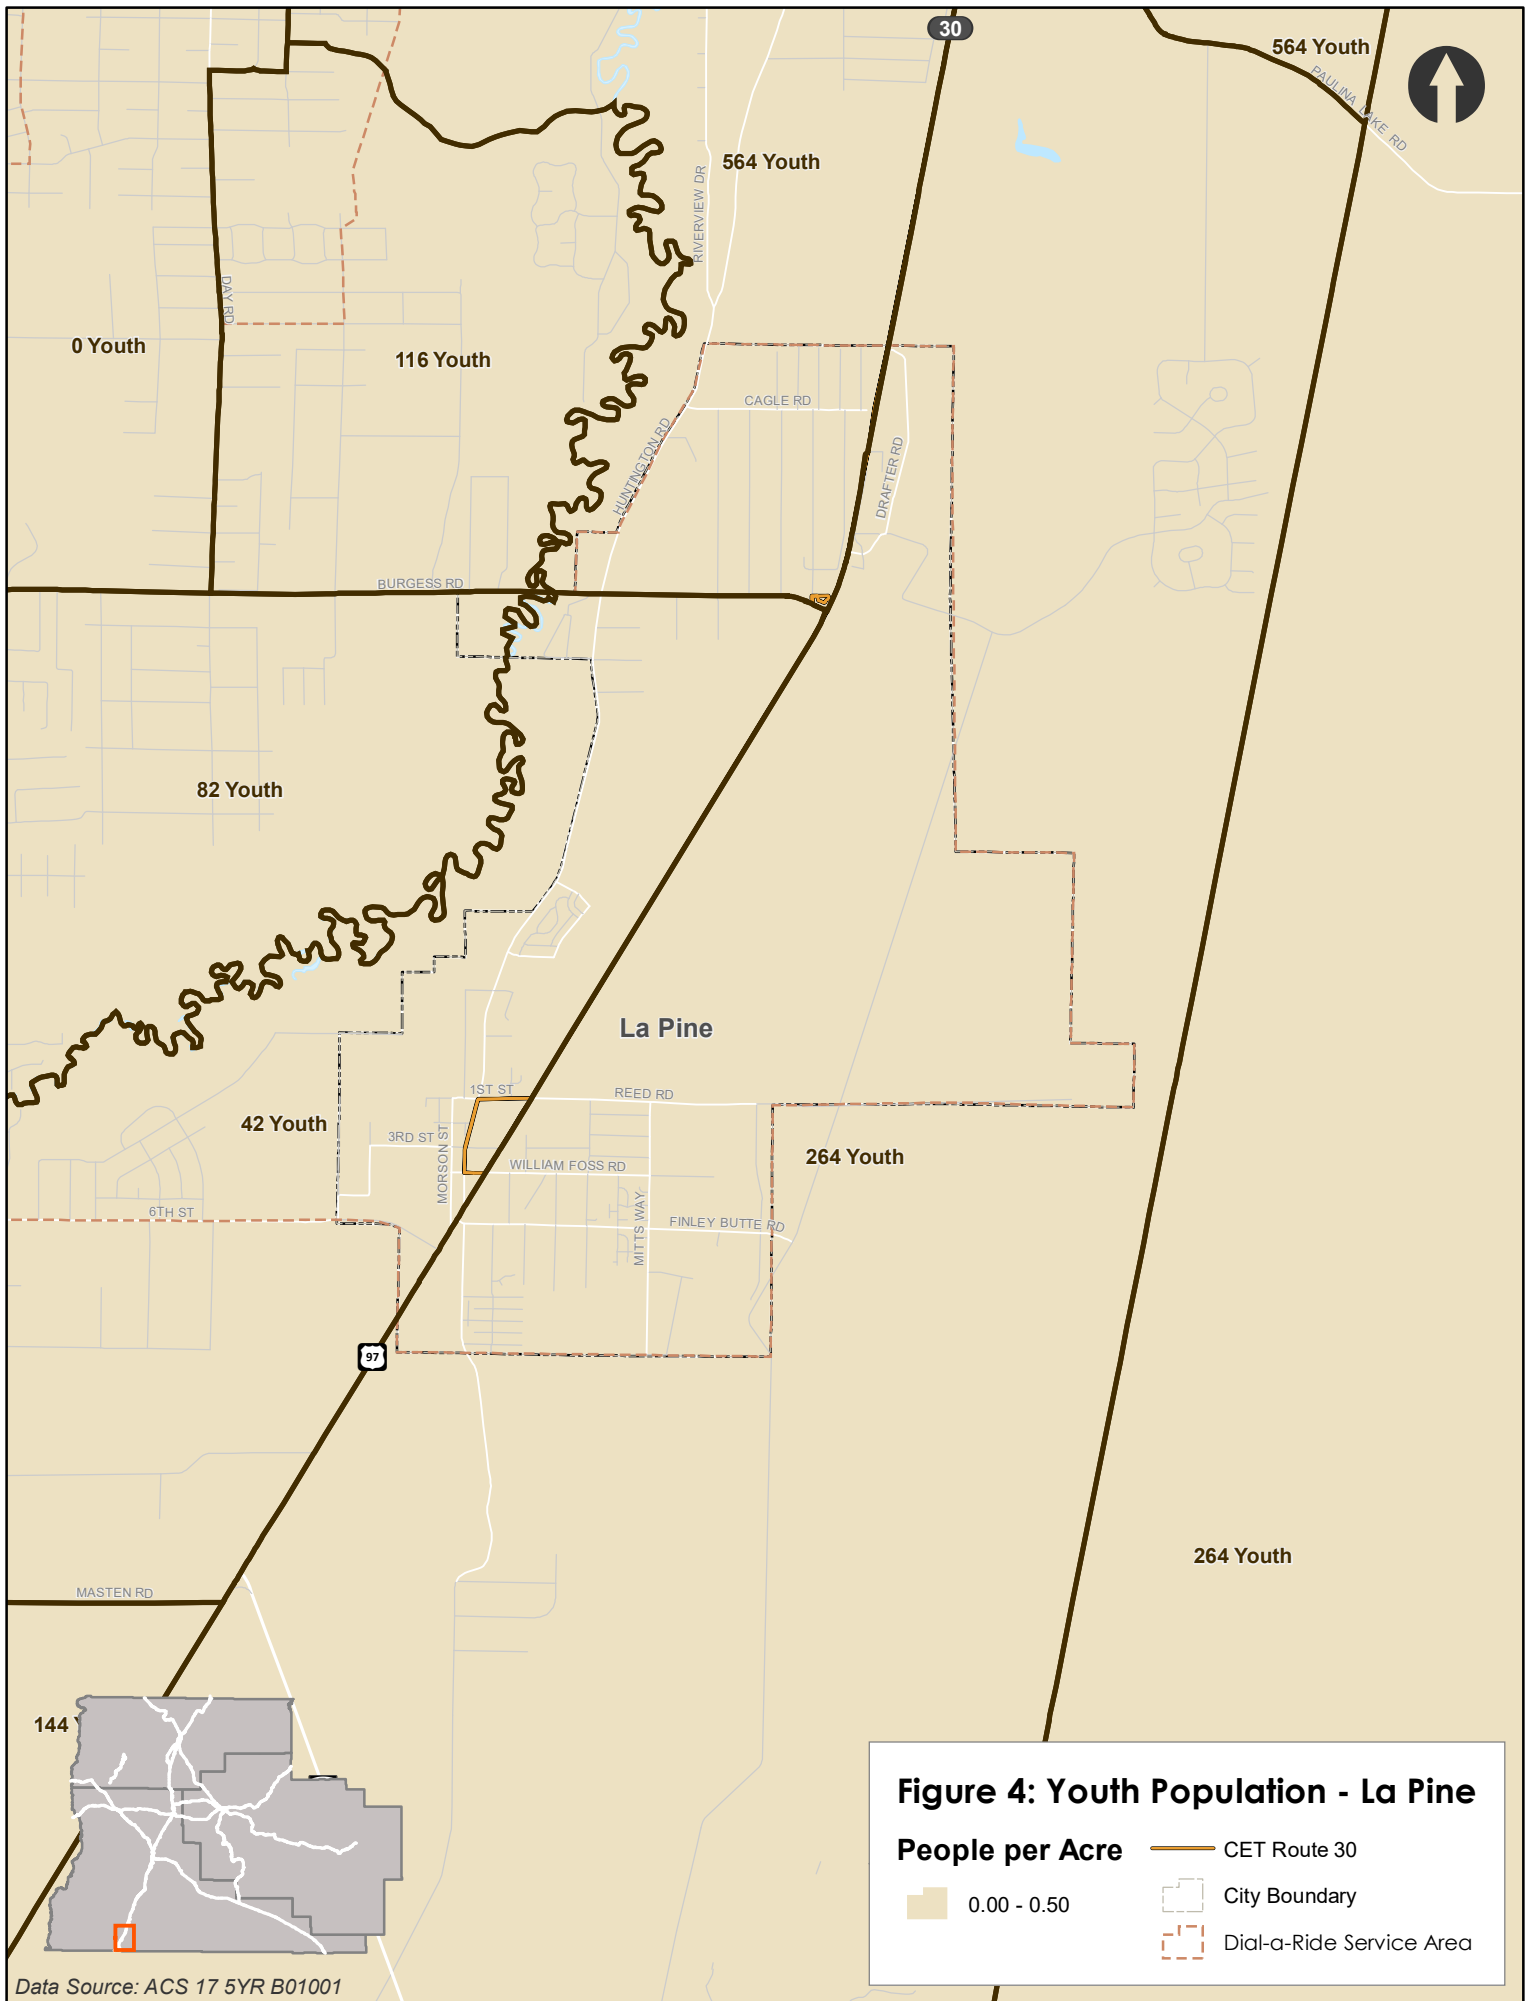 30
564 Youth
PAULINA LAKE RD
564 Youth
RIVERVIEW DR
DAY RD
0 Youth
116 Youth
CAGLE RD
HUNTINGTON RD
DRAFTER RD
BURGESS RD
82 Youth
La Pine
1ST ST
REED RD
42 Youth
3RD ST
MORSON ST
264 Youth
WILLIAM FOSS RD
6TH ST
MITTS WAY
FINLEY BUTTE RD
97
264 Youth
MASTEN RD
144
Figure 4: Youth Population - La Pine
People per Acre
0.00 - 0.50
CET Route 30
City Boundary
Dial-a-Ride Service Area
Data Source: ACS 17 5YR B01001